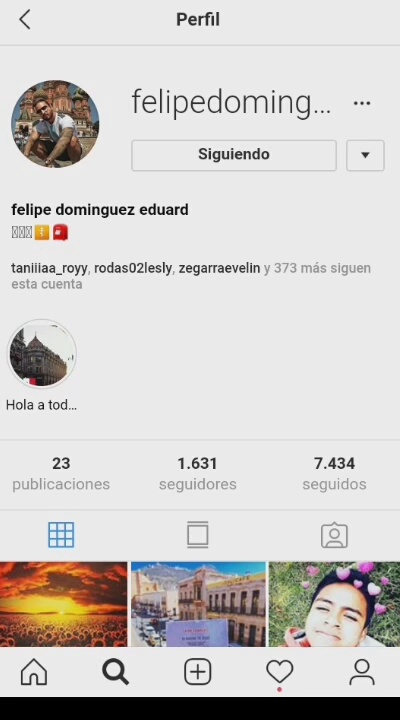 Perfil
felipedoming...
Siguiendo
felipe dominguez eduard
taniiiaa_royy, rodas02lesly, zegarraevelin y 373 más siguen
esta cuenta
Hola a tod...
23 1.631 7.434
publicaciones seguidores seguidos